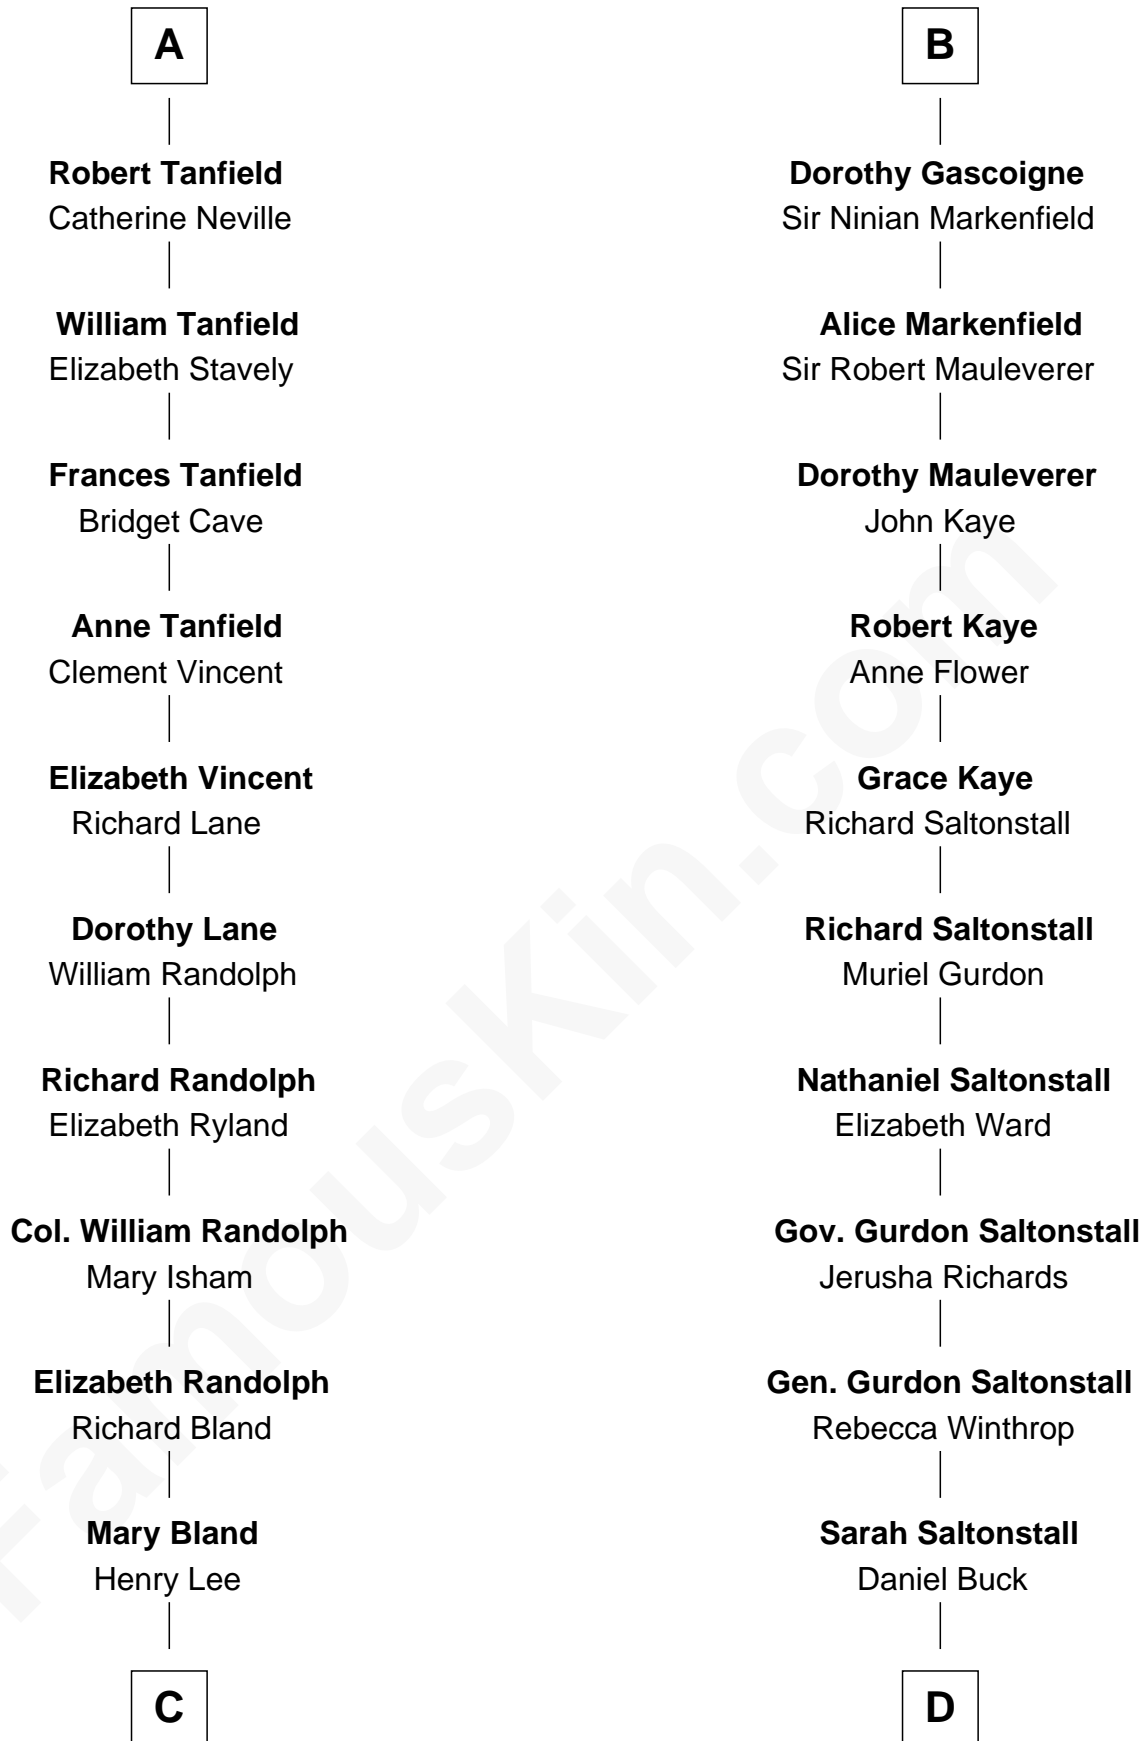 A
Robert Tanfield
Catherine Neville
William Tanfield
Elizabeth Stavely
Frances Tanfield
Bridget Cave
Anne Tanfield
Clement Vincent
Elizabeth Vincent
Richard Lane
Dorothy Lane
William Randolph
Richard Randolph
Elizabeth Ryland
Col. William Randolph
Mary Isham
Elizabeth Randolph
Richard Bland
Mary Bland
Henry Lee
C
B
Dorothy Gascoigne
Sir Ninian Markenfield
Alice Markenfield
Sir Robert Mauleverer
Dorothy Mauleverer
John Kaye
Robert Kaye
Anne Flower
Grace Kaye
Richard Saltonstall
Richard Saltonstall
Muriel Gurdon
Nathaniel Saltonstall
Elizabeth Ward
Gov. Gurdon Saltonstall
Jerusha Richards
Gen. Gurdon Saltonstall
Rebecca Winthrop
Sarah Saltonstall
Daniel Buck
D
FamousKin.com